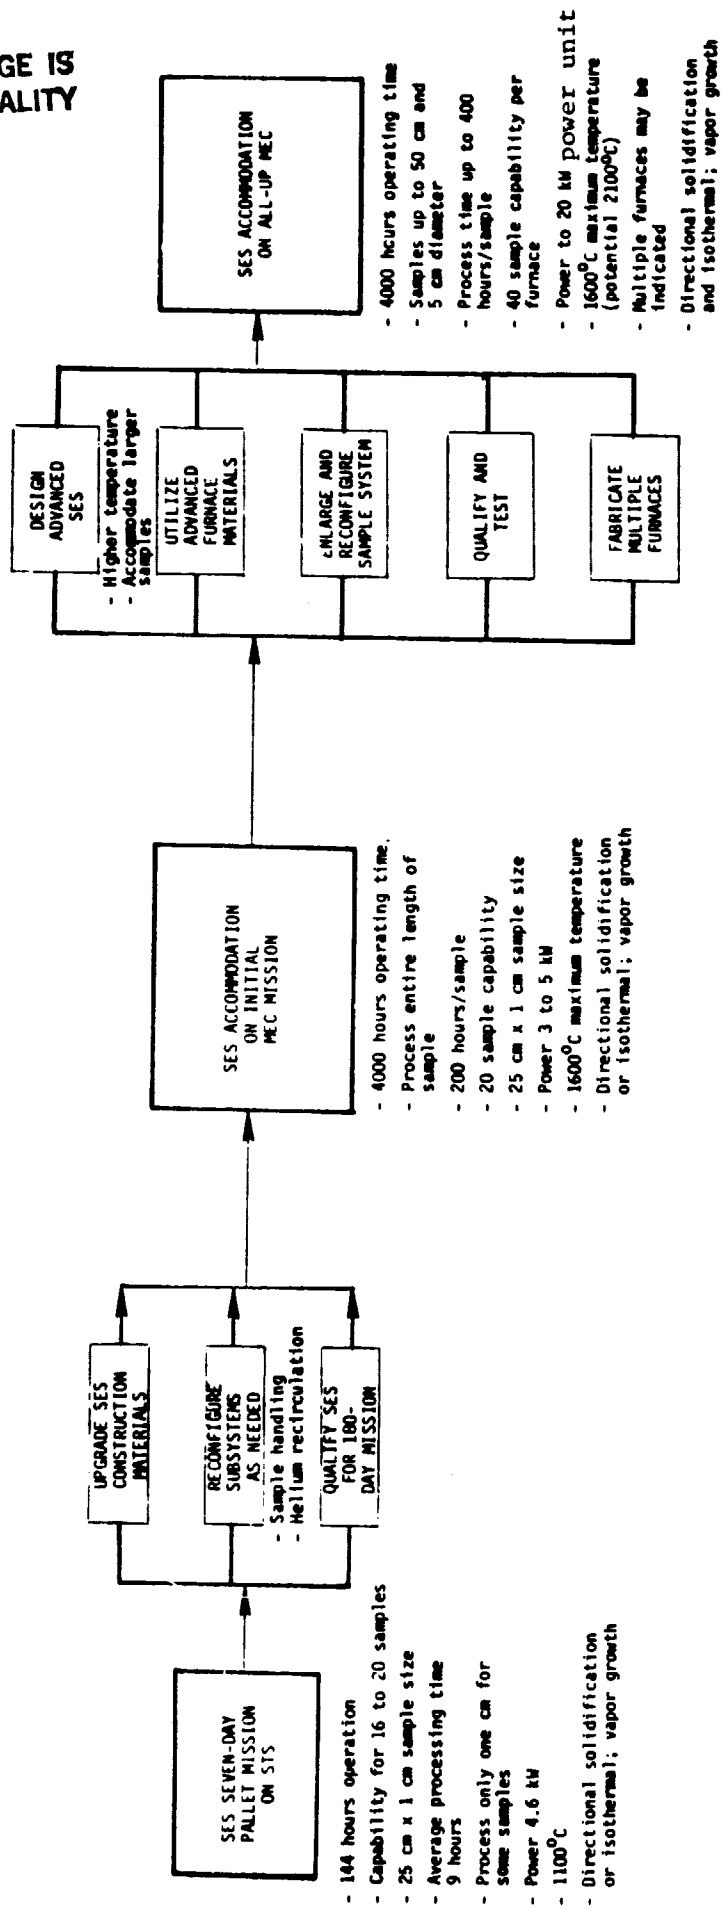 GE IS
ALITY
SES SEVEN-DAY
PALLET MISSION
ON STS
- 144 hours operation
- Capability for 16 to 20 samples
- 25 cm x 1 cm sample size
- Average processing time
9 hours
- Process only one cm for
some samples
- Power 4.6 kW
- 1100°C
- Directional solidification
or isothermal; vapor growth
UPGRADE SES
CONSTRUCTION
MATERIALS
RECONFIGURE
SUBSYSTEMS
AS NEEDED
- Sample handling
- Helium recirculation
QUALIFY SES
FOR 180-
DAY MISSION
SES ACCOMMODATION
ON INITIAL
MEC MISSION
- 4000 hours operating time.
- Process entire length of
sample
- 200 hours/sample
- 20 sample capability
- 25 cm x 1 cm sample size
- Power 3 to 5 kW
- 1600°C maximum temperature
- Directional solidification
or isothermal; vapor growth
DESIGN
ADVANCED
SES
- Higher temperature
- Accommodate larger
samples
UTILIZE
ADVANCED
FURNACE
MATERIALS
ENLARGE AND
RECONFIGURE
SAMPLE SYSTEM
QUALIFY AND
TEST
FABRICATE
MULTIPLE
FURNACES
SES ACCOMMODATION
ON ALL-UP MEC
- 4000 hours operating time
- Samples up to 50 cm and
5 cm diameter
- Process time up to 400
hours/sample
- 40 sample capability per
furnace
- Power to 20 kW power unit
- 1600°C maximum temperature
(potential 2100°C)
- Multiple furnaces may be
indicated
- Directional solidification
and isothermal; vapor growth